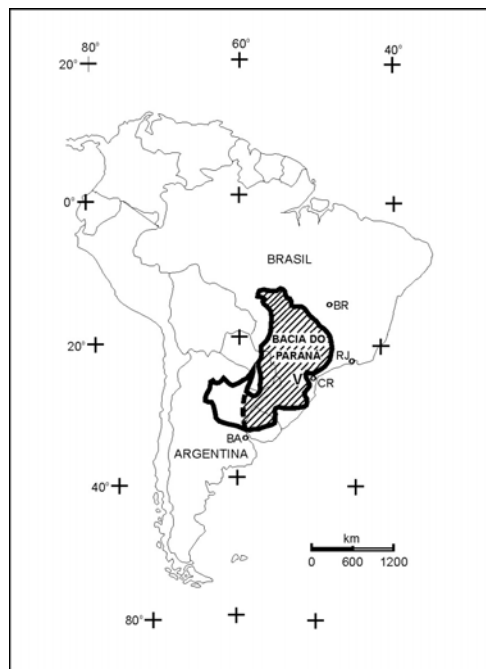 80°
60°
40°
20°
0°
BRASIL
BR
BACIA DO
PARANÁ
20°
RJ
V
CR
BA
ARGENTINA
40°
km
0 600 1200
80°